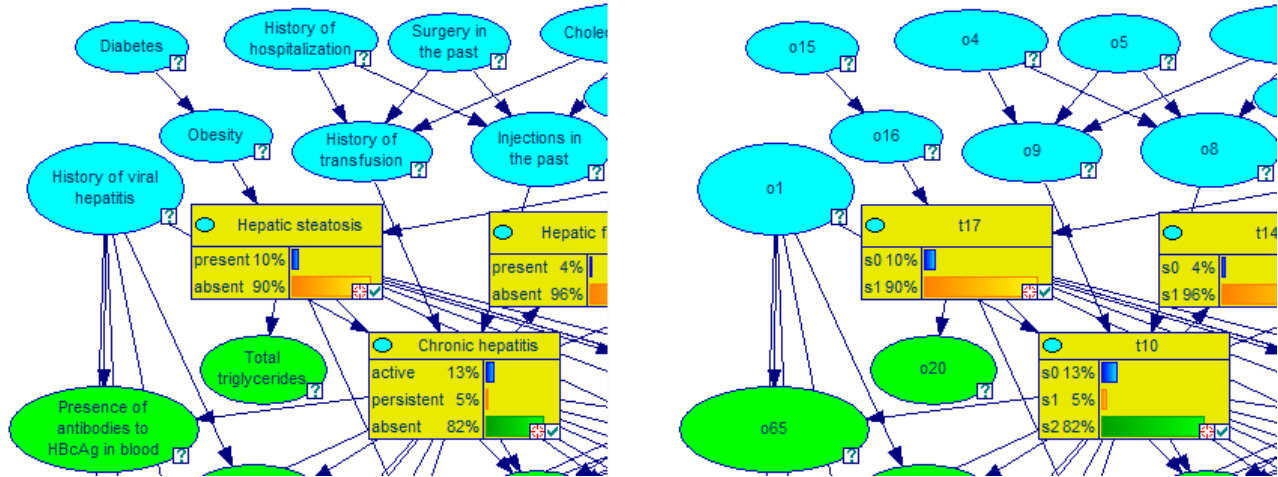 Diabetes
?
History of
hospitalization
?
Surgery in
the past
?
Obesity
?
History of
transfusion
?
Injections in
the past
?
History of viral
hepatitis
?
Hepatic steatosis
present 10%
absent 90%
Hepatic f
present 4%
absent 96%
Total
triglycerides
?
Chronic hepatitis
active 13%
persistent 5%
absent 82%
Presence of
antibodies to
HBcAg in blood
?
?
?
o15
?
o4
?
o5
?
o16
?
o9
?
o8
?
o1
?
t17
s0 10%
s1 90%
t14
s0 4%
s1 96%
o20
?
t10
s0 13%
s1 5%
s2 82%
o65
?
?
?